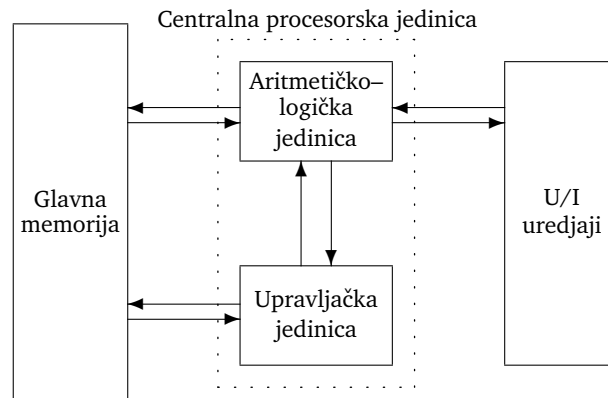 Centralna procesorska jedinica
Aritmetičko–
logička
jedinica
Glavna
memorija
U/I
uredjaji
Upravljačka
jedinica